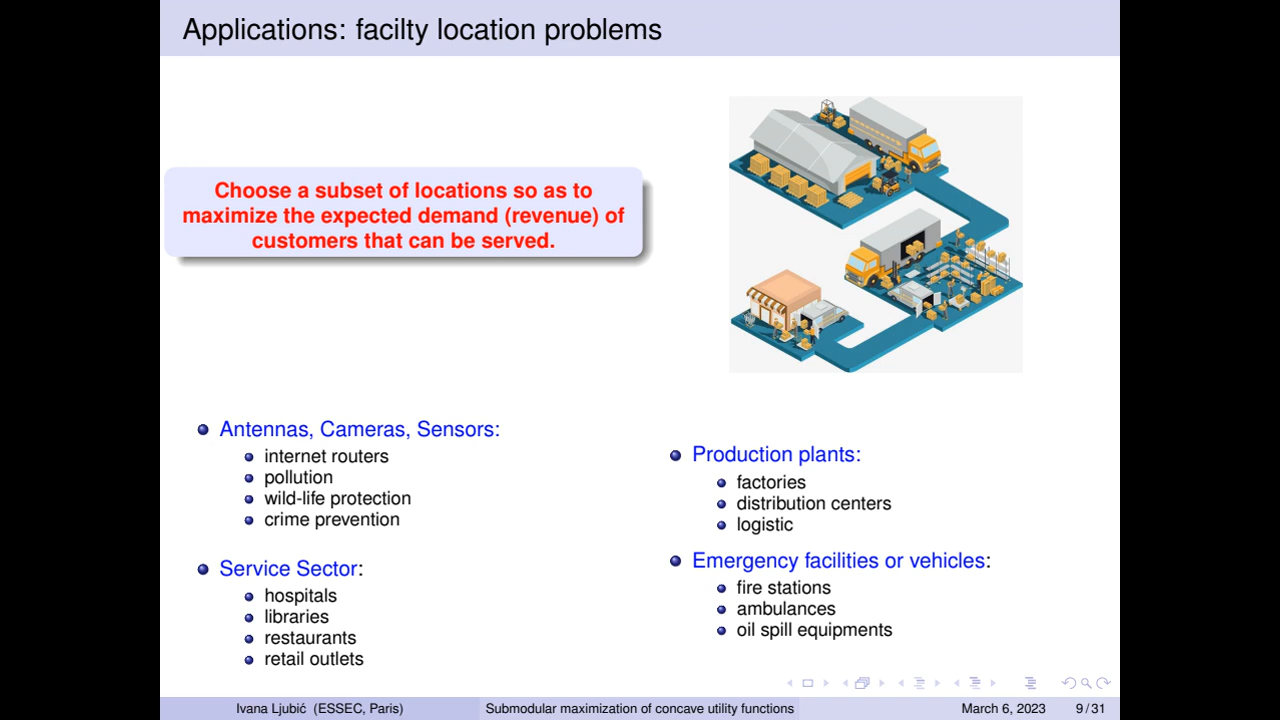 Applications: facilty location problems
Choose a subset of locations so as to
maximize the expected demand (revenue) of
customers that can be served.
Antennas, Cameras, Sensors:
internet routers
pollution
wild-life protection
crime prevention
Service Sector:
hospitals
libraries
restaurants
retail outlets
Production plants:
factories
distribution centers
logistic
Emergency facilities or vehicles:
fire stations
ambulances
oil spill equipments
Ivana Ljubić (ESSEC, Paris)
Submodular maximization of concave utility functions
March 6, 2023
9 / 31